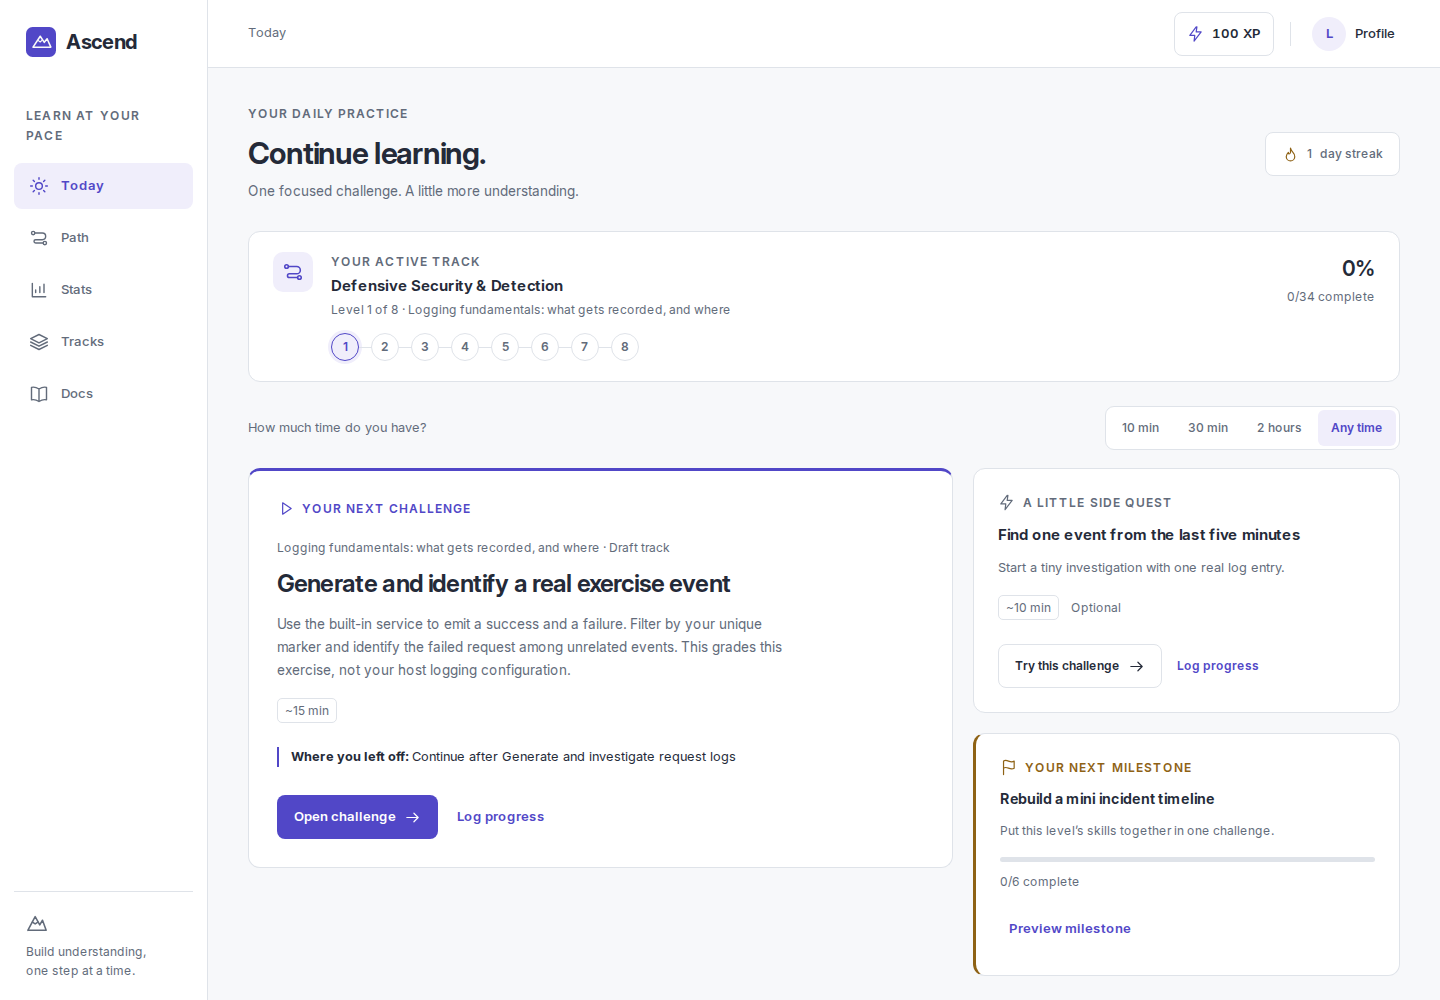 Ascend
LEARN AT YOUR
PACE
Today
Path
Stats
Tracks
Docs
Build understanding,
one step at a time.
Today
100 XP
L
Profile
YOUR DAILY PRACTICE
Continue learning.
One focused challenge. A little more understanding.
1 day streak
YOUR ACTIVE TRACK
Defensive Security & Detection
Level 1 of 8 · Logging fundamentals: what gets recorded, and where
1 2 3 4 5 6 7 8
0%
0/34 complete
How much time do you have?
10 min 30 min 2 hours Any time
YOUR NEXT CHALLENGE
Logging fundamentals: what gets recorded, and where · Draft track
Generate and identify a real exercise event
Use the built-in service to emit a success and a failure. Filter by your unique
marker and identify the failed request among unrelated events. This grades this
exercise, not your host logging configuration.
~15 min
Where you left off: Continue after Generate and investigate request logs
Open challenge
Log progress
A LITTLE SIDE QUEST
Find one event from the last five minutes
Start a tiny investigation with one real log entry.
~10 min Optional
Try this challenge
Log progress
YOUR NEXT MILESTONE
Rebuild a mini incident timeline
Put this level’s skills together in one challenge.
0/6 complete
Preview milestone